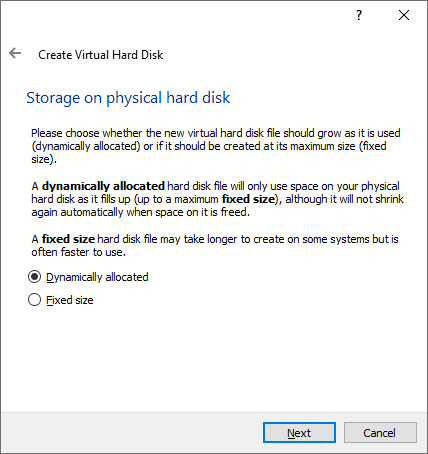 ?
Create Virtual Hard Disk
Storage on physical hard disk
Please choose whether the new virtual hard disk file should grow as it is used
(dynamically allocated) or if it should be created at its maximum size (fixed
size).
A dynamically allocated hard disk file will only use space on your physical
hard disk as it fills up (up to a maximum fixed size), although it will not shrink
again automatically when space on it is freed.
A fixed size hard disk file may take longer to create on some systems but is
often faster to use.
Dynamically allocated
Fixed size
Next Cancel